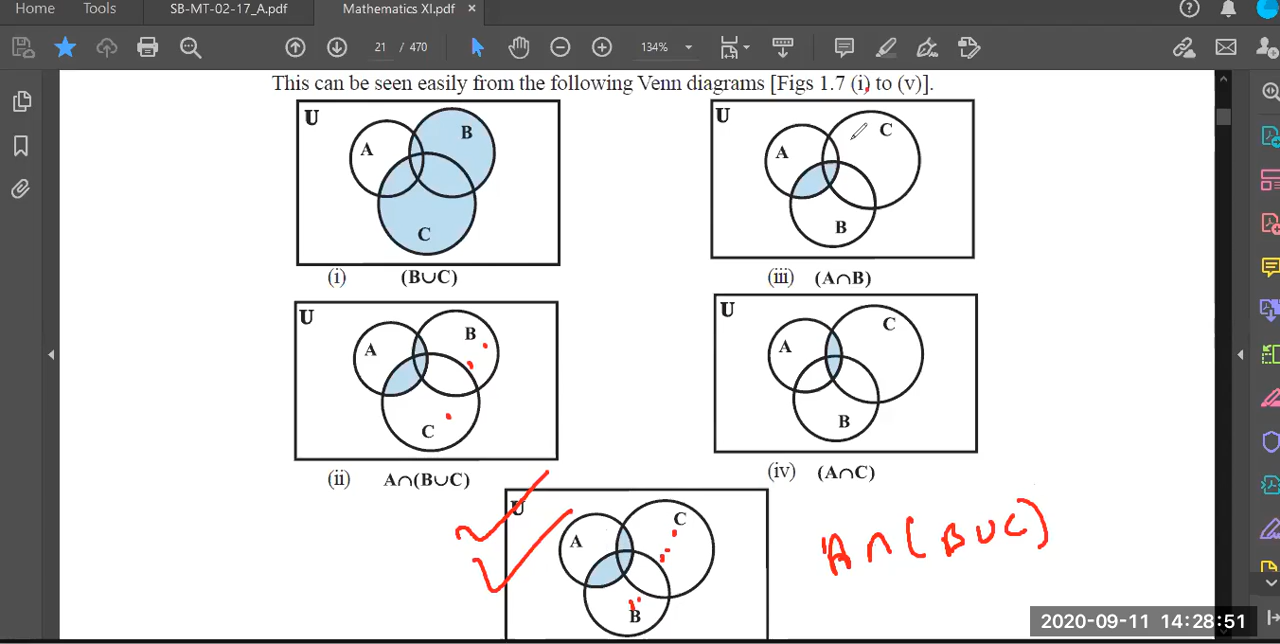 Home Tools SB-MT-02-17_A.pdf Mathematics XI.pdf ×
21 / 470 134%
This can be seen easily from the following Venn diagrams [Figs 1.7 (i) to (v)].
U A B C
(i) (B∪C)
U A C B
(iii) (A∩B)
U A B C
(ii) A∩(B∪C)
U A C B
(iv) (A∩C)
U A C B
A∩(B∪C)
2020-09-11 14:28:51